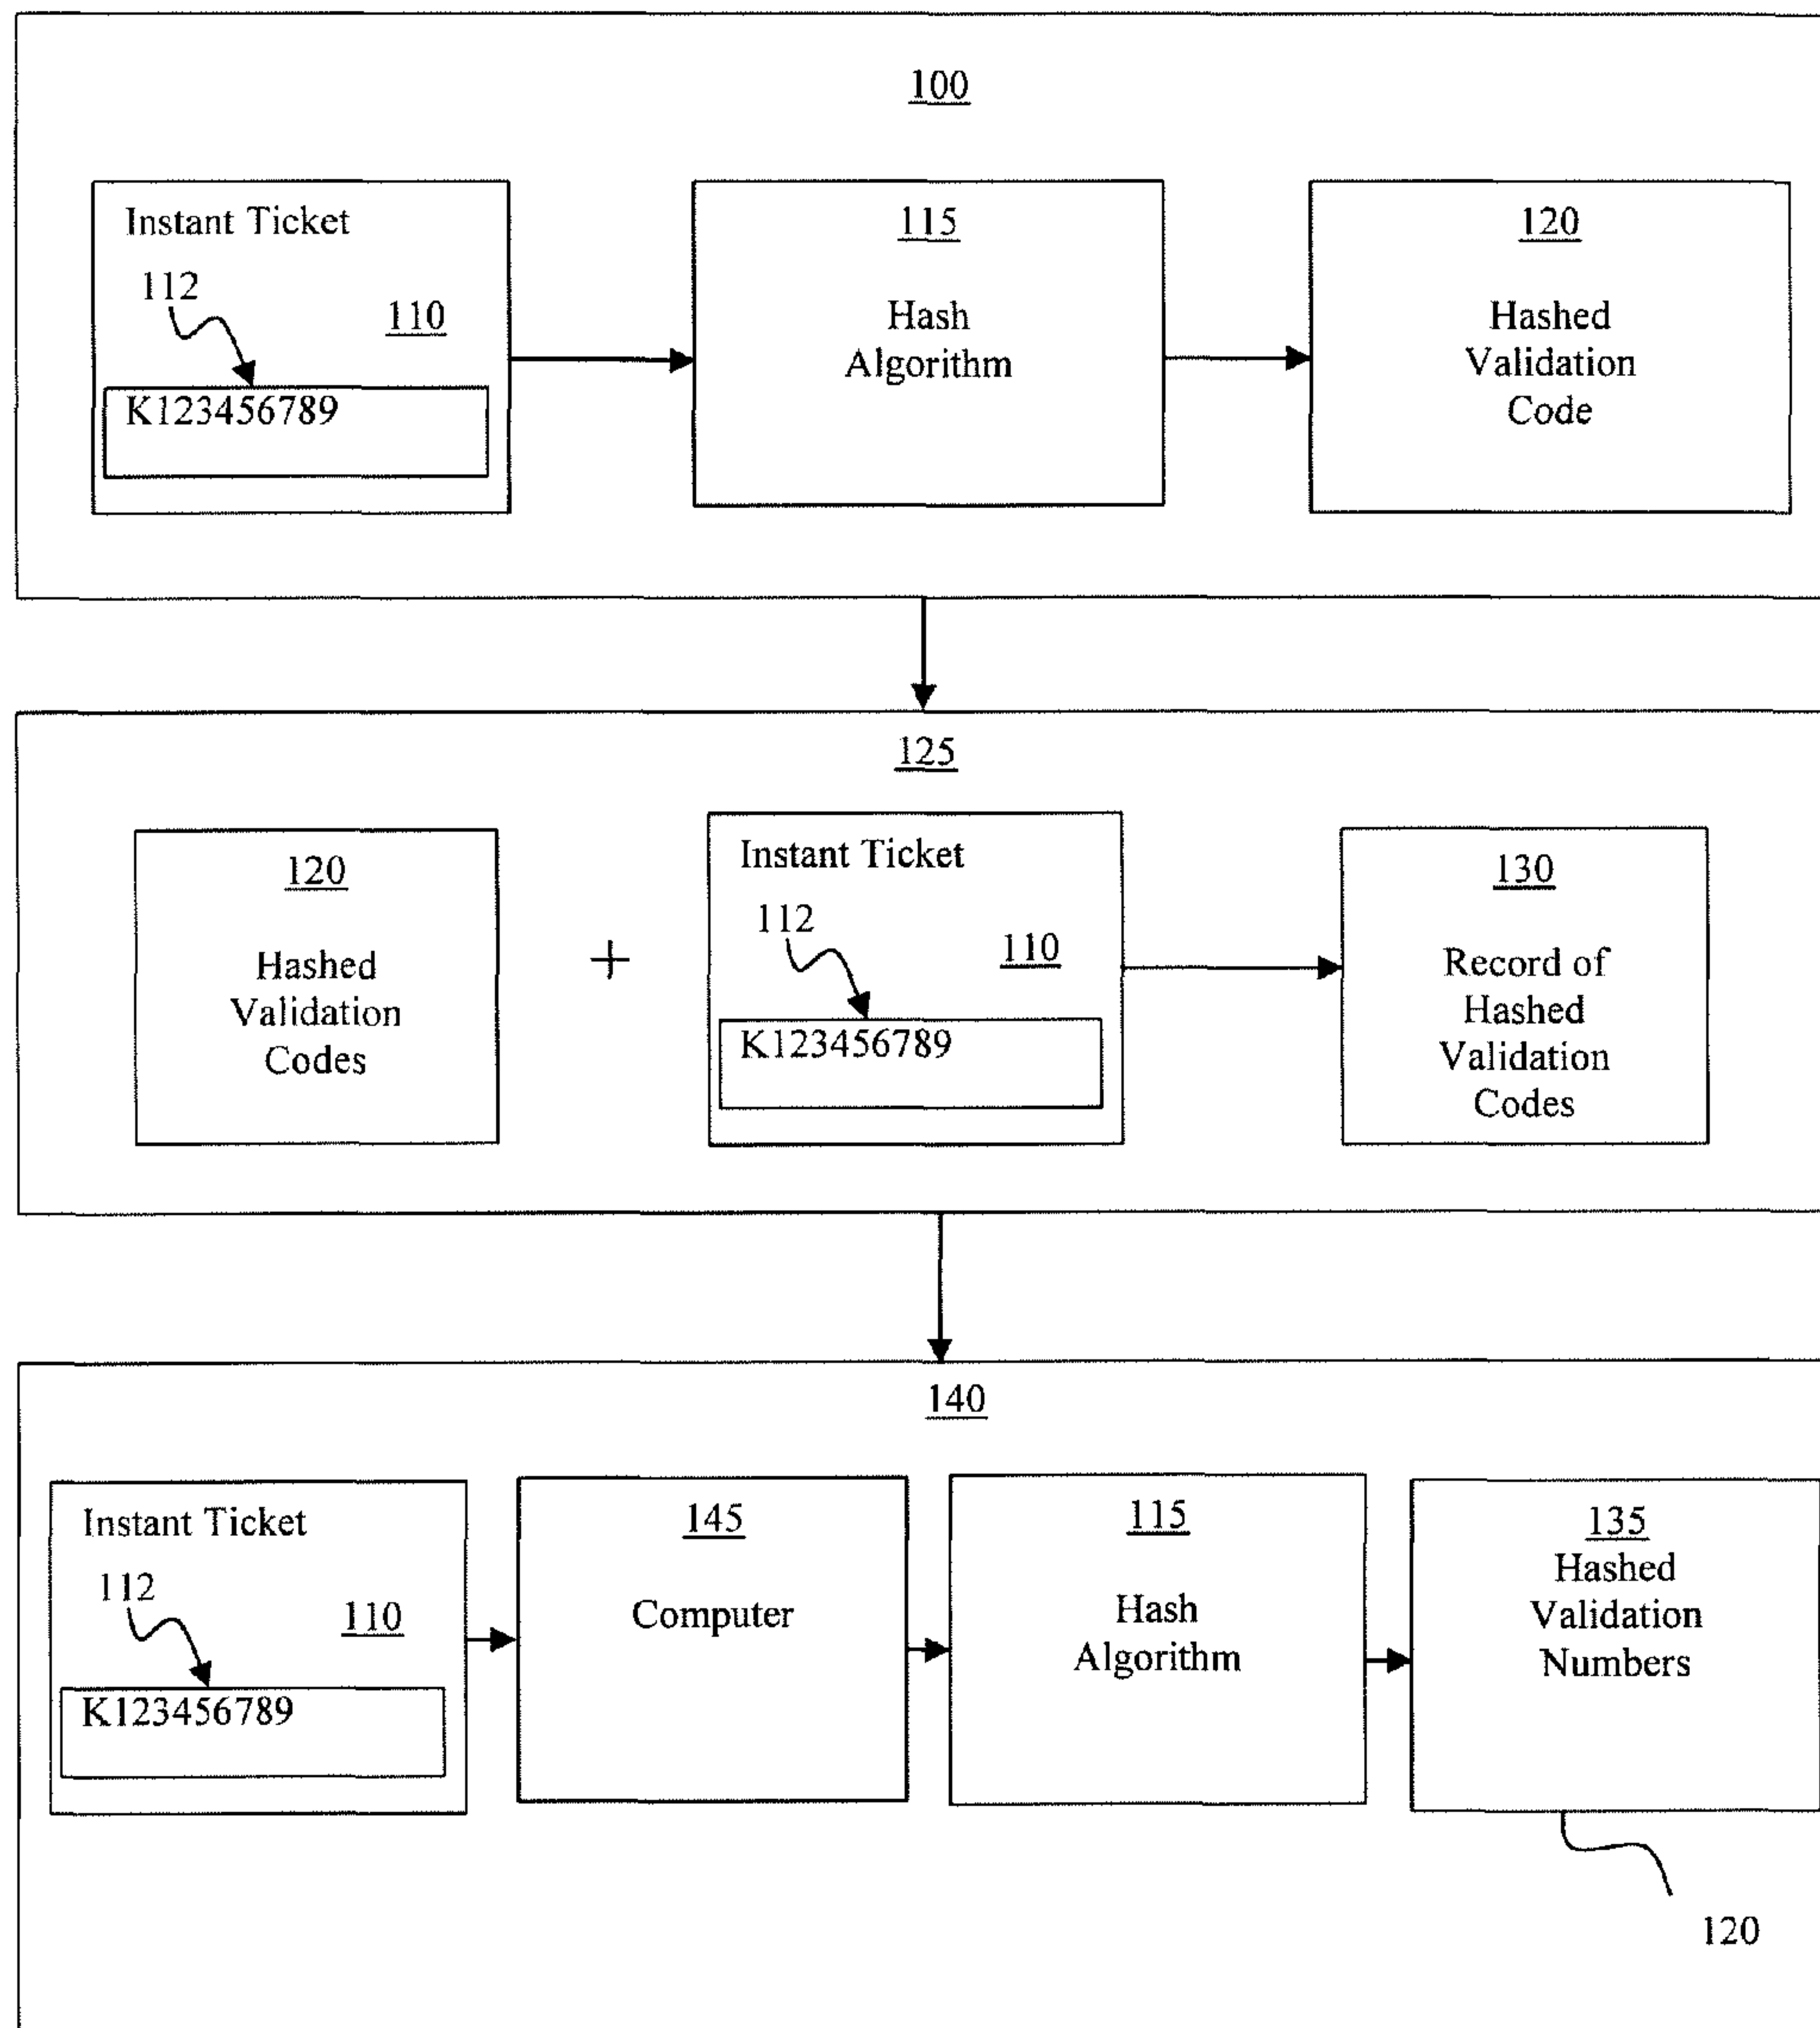 100
Instant Ticket
112
110
K123456789
115
Hash
Algorithm
120
Hashed
Validation
Code
125
120
Hashed
Validation
Codes
+
Instant Ticket
112
110
K123456789
130
Record of
Hashed
Validation
Codes
140
Instant Ticket
112
110
K123456789
145
Computer
115
Hash
Algorithm
135
Hashed
Validation
Numbers
120